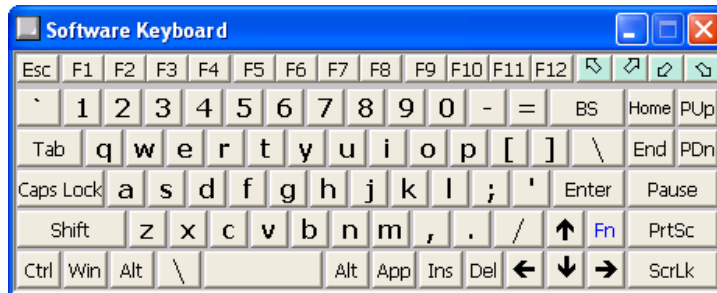 Software Keyboard
Esc F1 F2 F3 F4 F5 F6 F7 F8 F9 F10 F11 F12
` 1 2 3 4 5 6 7 8 9 0 - = BS Home PUp
Tab q w e r t y u i o p [ ] \ End PDn
Caps Lock a s d f g h j k l ; ' Enter Pause
Shift z x c v b n m , . / ↑ Fn PrtSc
Ctrl Win Alt \ Alt App Ins Del ← ↓ → ScrLk